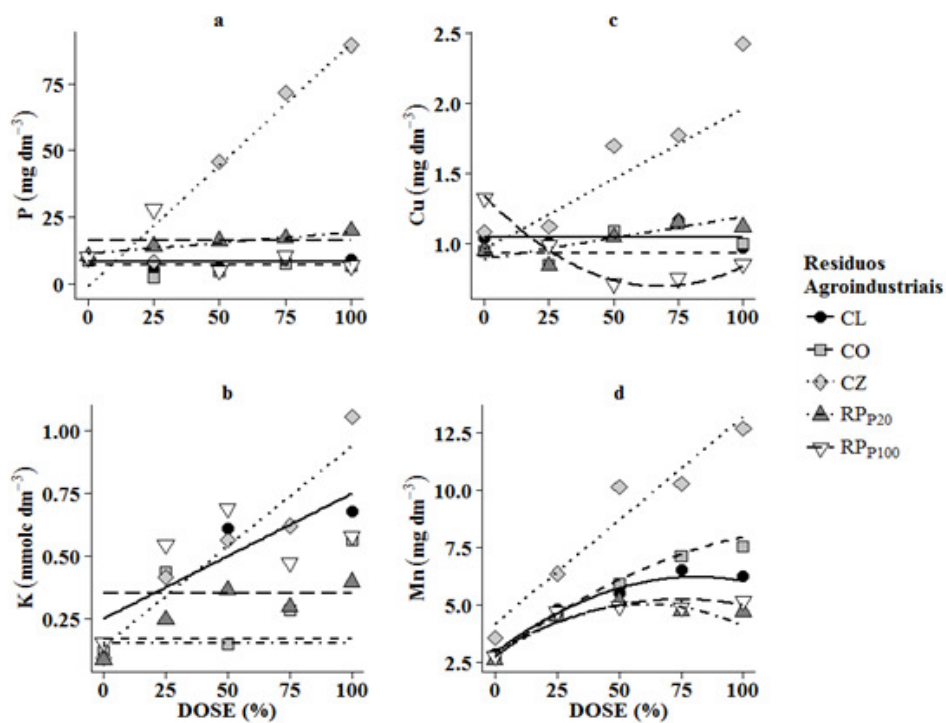 a
P (mg dm⁻³)
75
50
25
0
0 25 50 75 100
c
Cu (mg dm⁻³)
2.5
2.0
1.5
1.0
0 25 50 75 100
b
K (mmolc dm⁻³)
1.00
0.75
0.50
0.25
0 25 50 75 100
DOSE (%)
d
Mn (mg dm⁻³)
12.5
10.0
7.5
5.0
2.5
0 25 50 75 100
DOSE (%)
Residuos
Agroindustriais
CL
CO
CZ
RP_P20
RP_P100